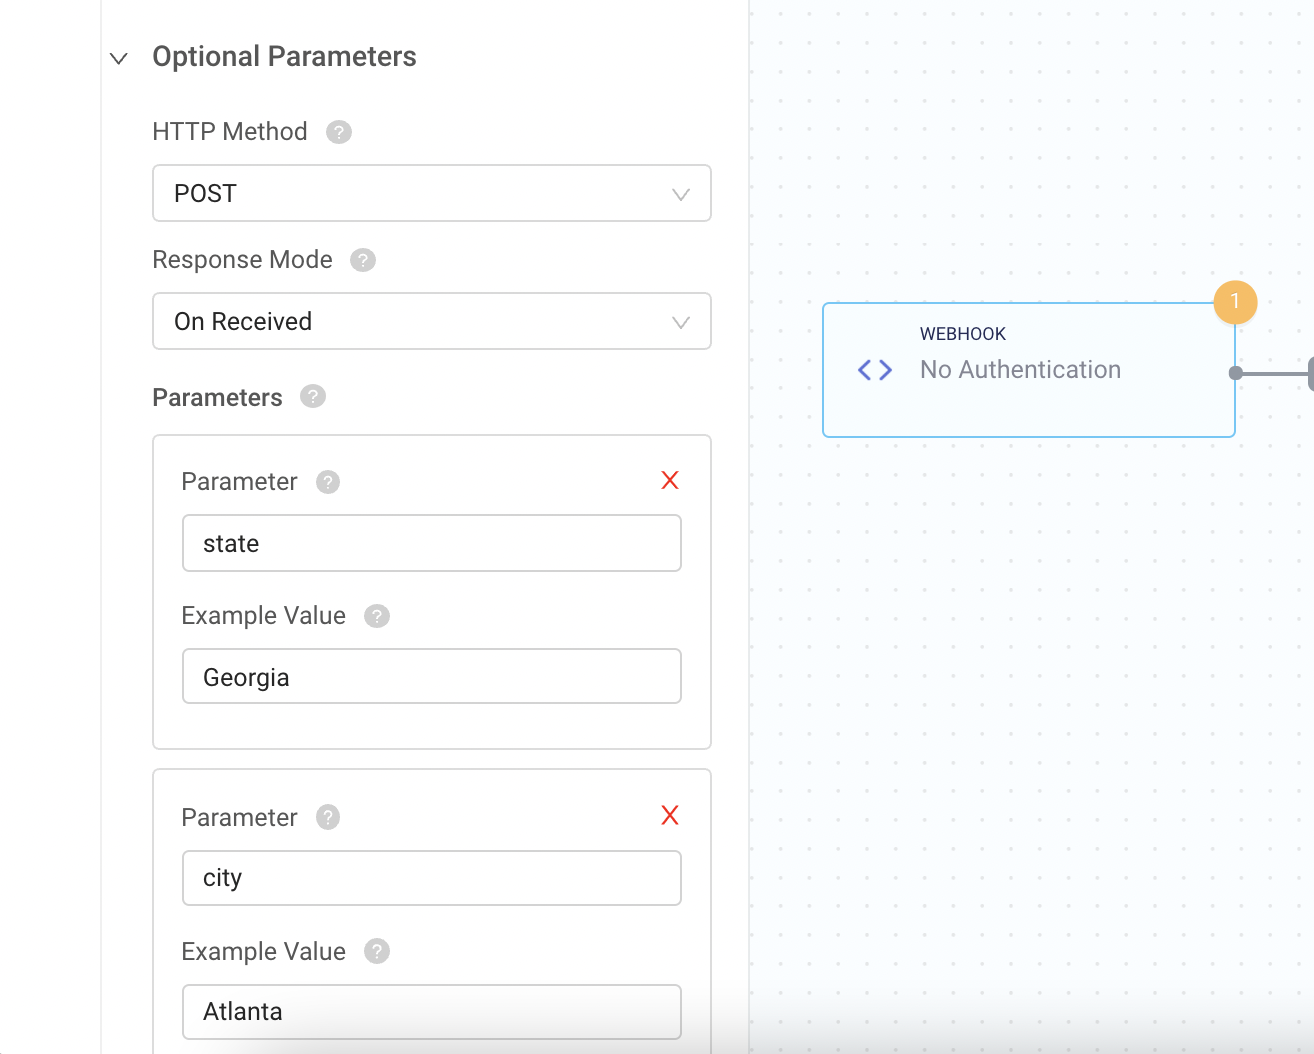 Optional Parameters
HTTP Method ?
POST
Response Mode ?
On Received
Parameters ?
Parameter ? X
state
Example Value ?
Georgia
Parameter ? X
city
Example Value ?
Atlanta
1
WEBHOOK
No Authentication